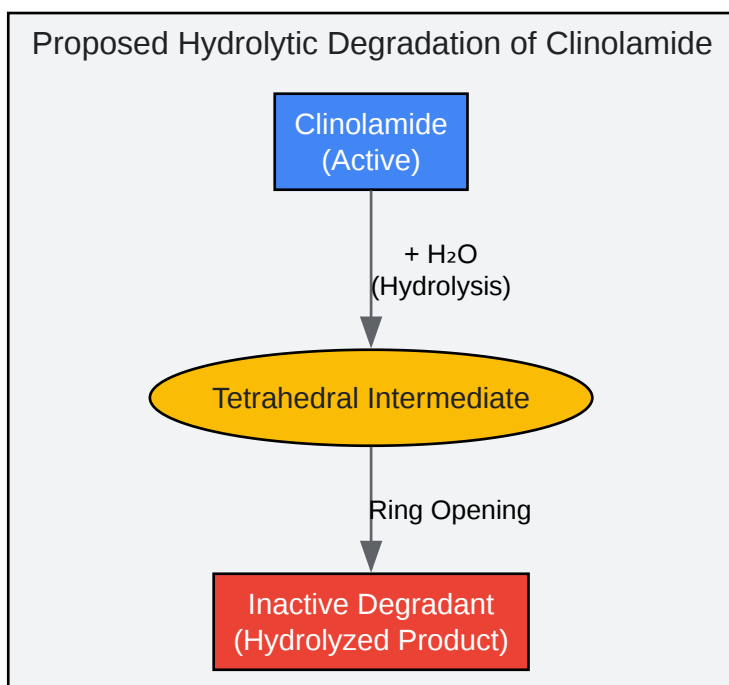 Proposed Hydrolytic Degradation of Clinolamide
Clinolamide
(Active)
+ H₂O
(Hydrolysis)
Tetrahedral Intermediate
Ring Opening
Inactive Degradant
(Hydrolyzed Product)